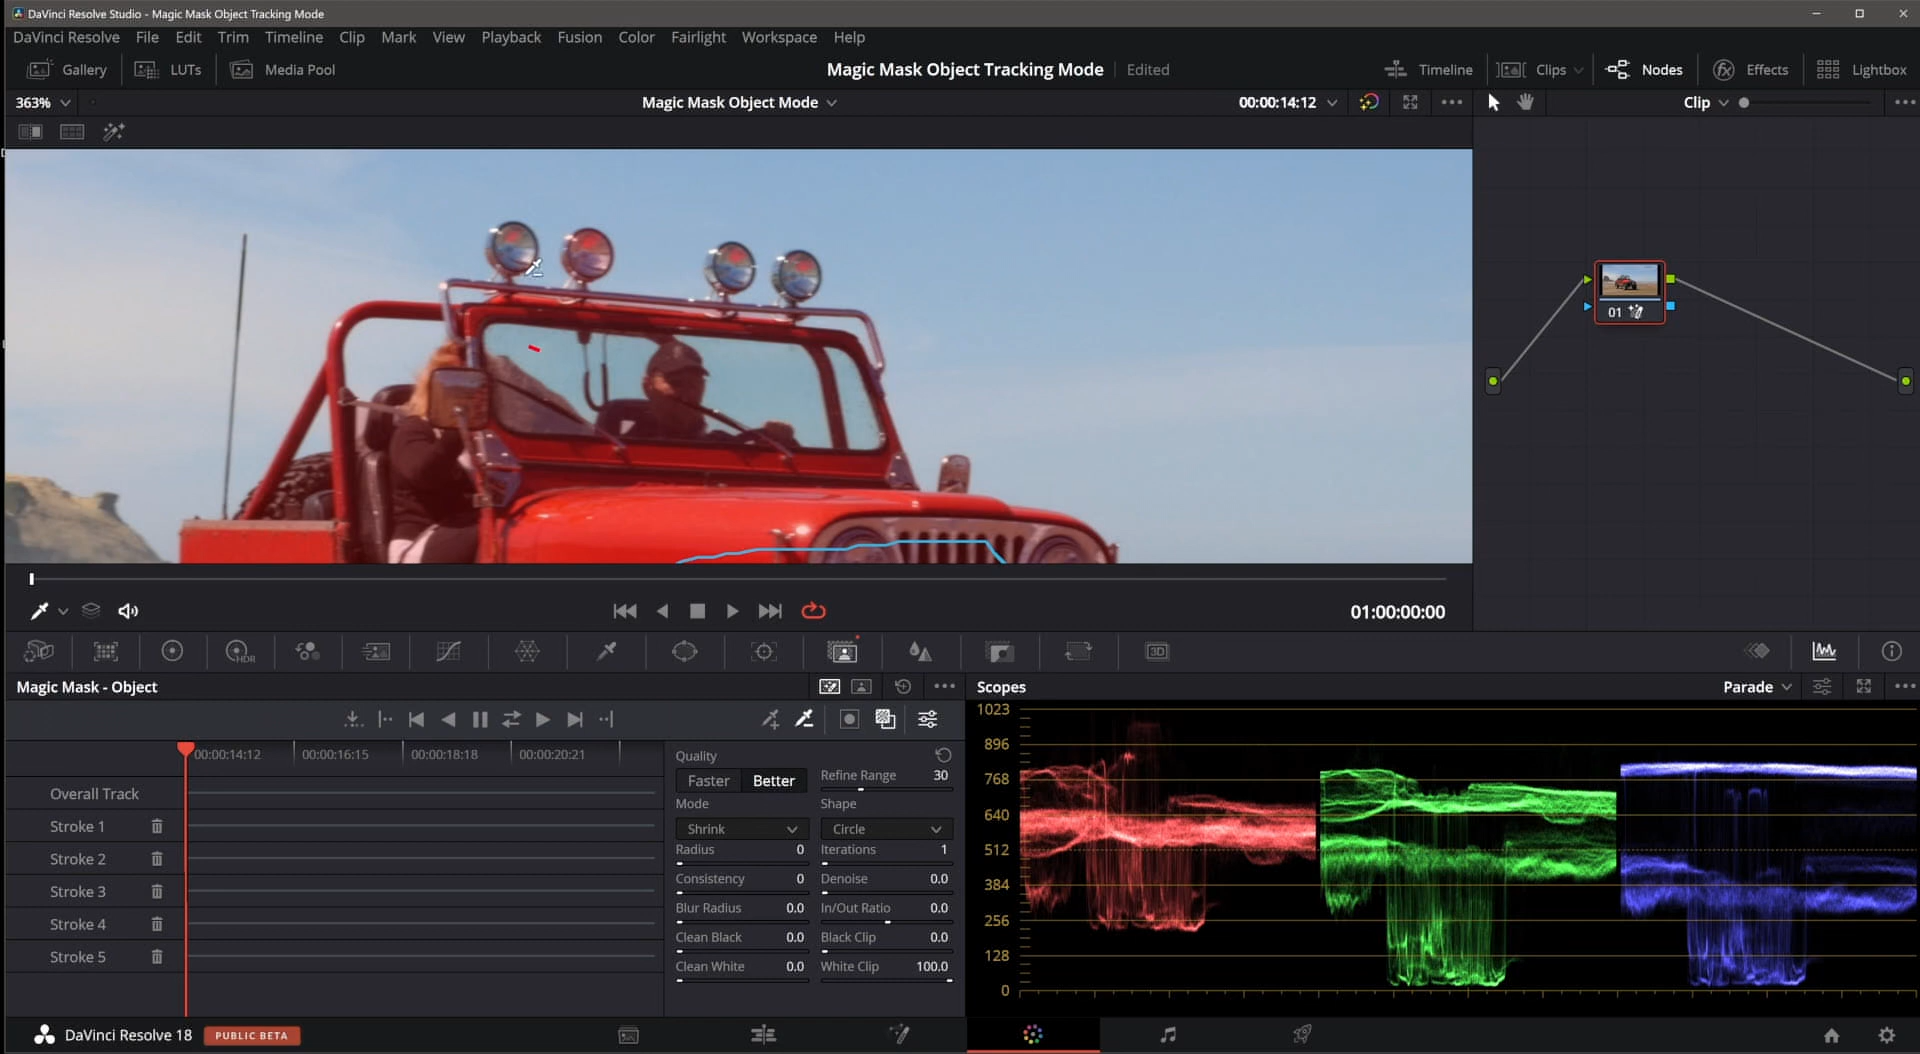 DaVinci Resolve Studio - Magic Mask Object Tracking Mode
DaVinci Resolve File Edit Trim Timeline Clip Mark View Playback Fusion Color Fairlight Workspace Help
Gallery LUTs Media Pool Magic Mask Object Tracking Mode Edited Timeline Clips Nodes Effects Lightbox
363% Magic Mask Object Mode 00:00:14:12 Clip
01
01:00:00:00
HDR 3D
Magic Mask - Object Scopes Parade
00:00:14:12 00:00:16:15 00:00:18:18 00:00:20:21
Overall Track
Stroke 1
Stroke 2
Stroke 3
Stroke 4
Stroke 5
Quality
Faster Better Refine Range 30
Mode Shape
Shrink Circle
Radius 0 Iterations 1
Consistency 0 Denoise 0.0
Blur Radius 0.0 In/Out Ratio 0.0
Clean Black 0.0 Black Clip 0.0
Clean White 0.0 White Clip 100.0
1023
896
768
640
512
384
256
128
0
DaVinci Resolve 18 PUBLIC BETA